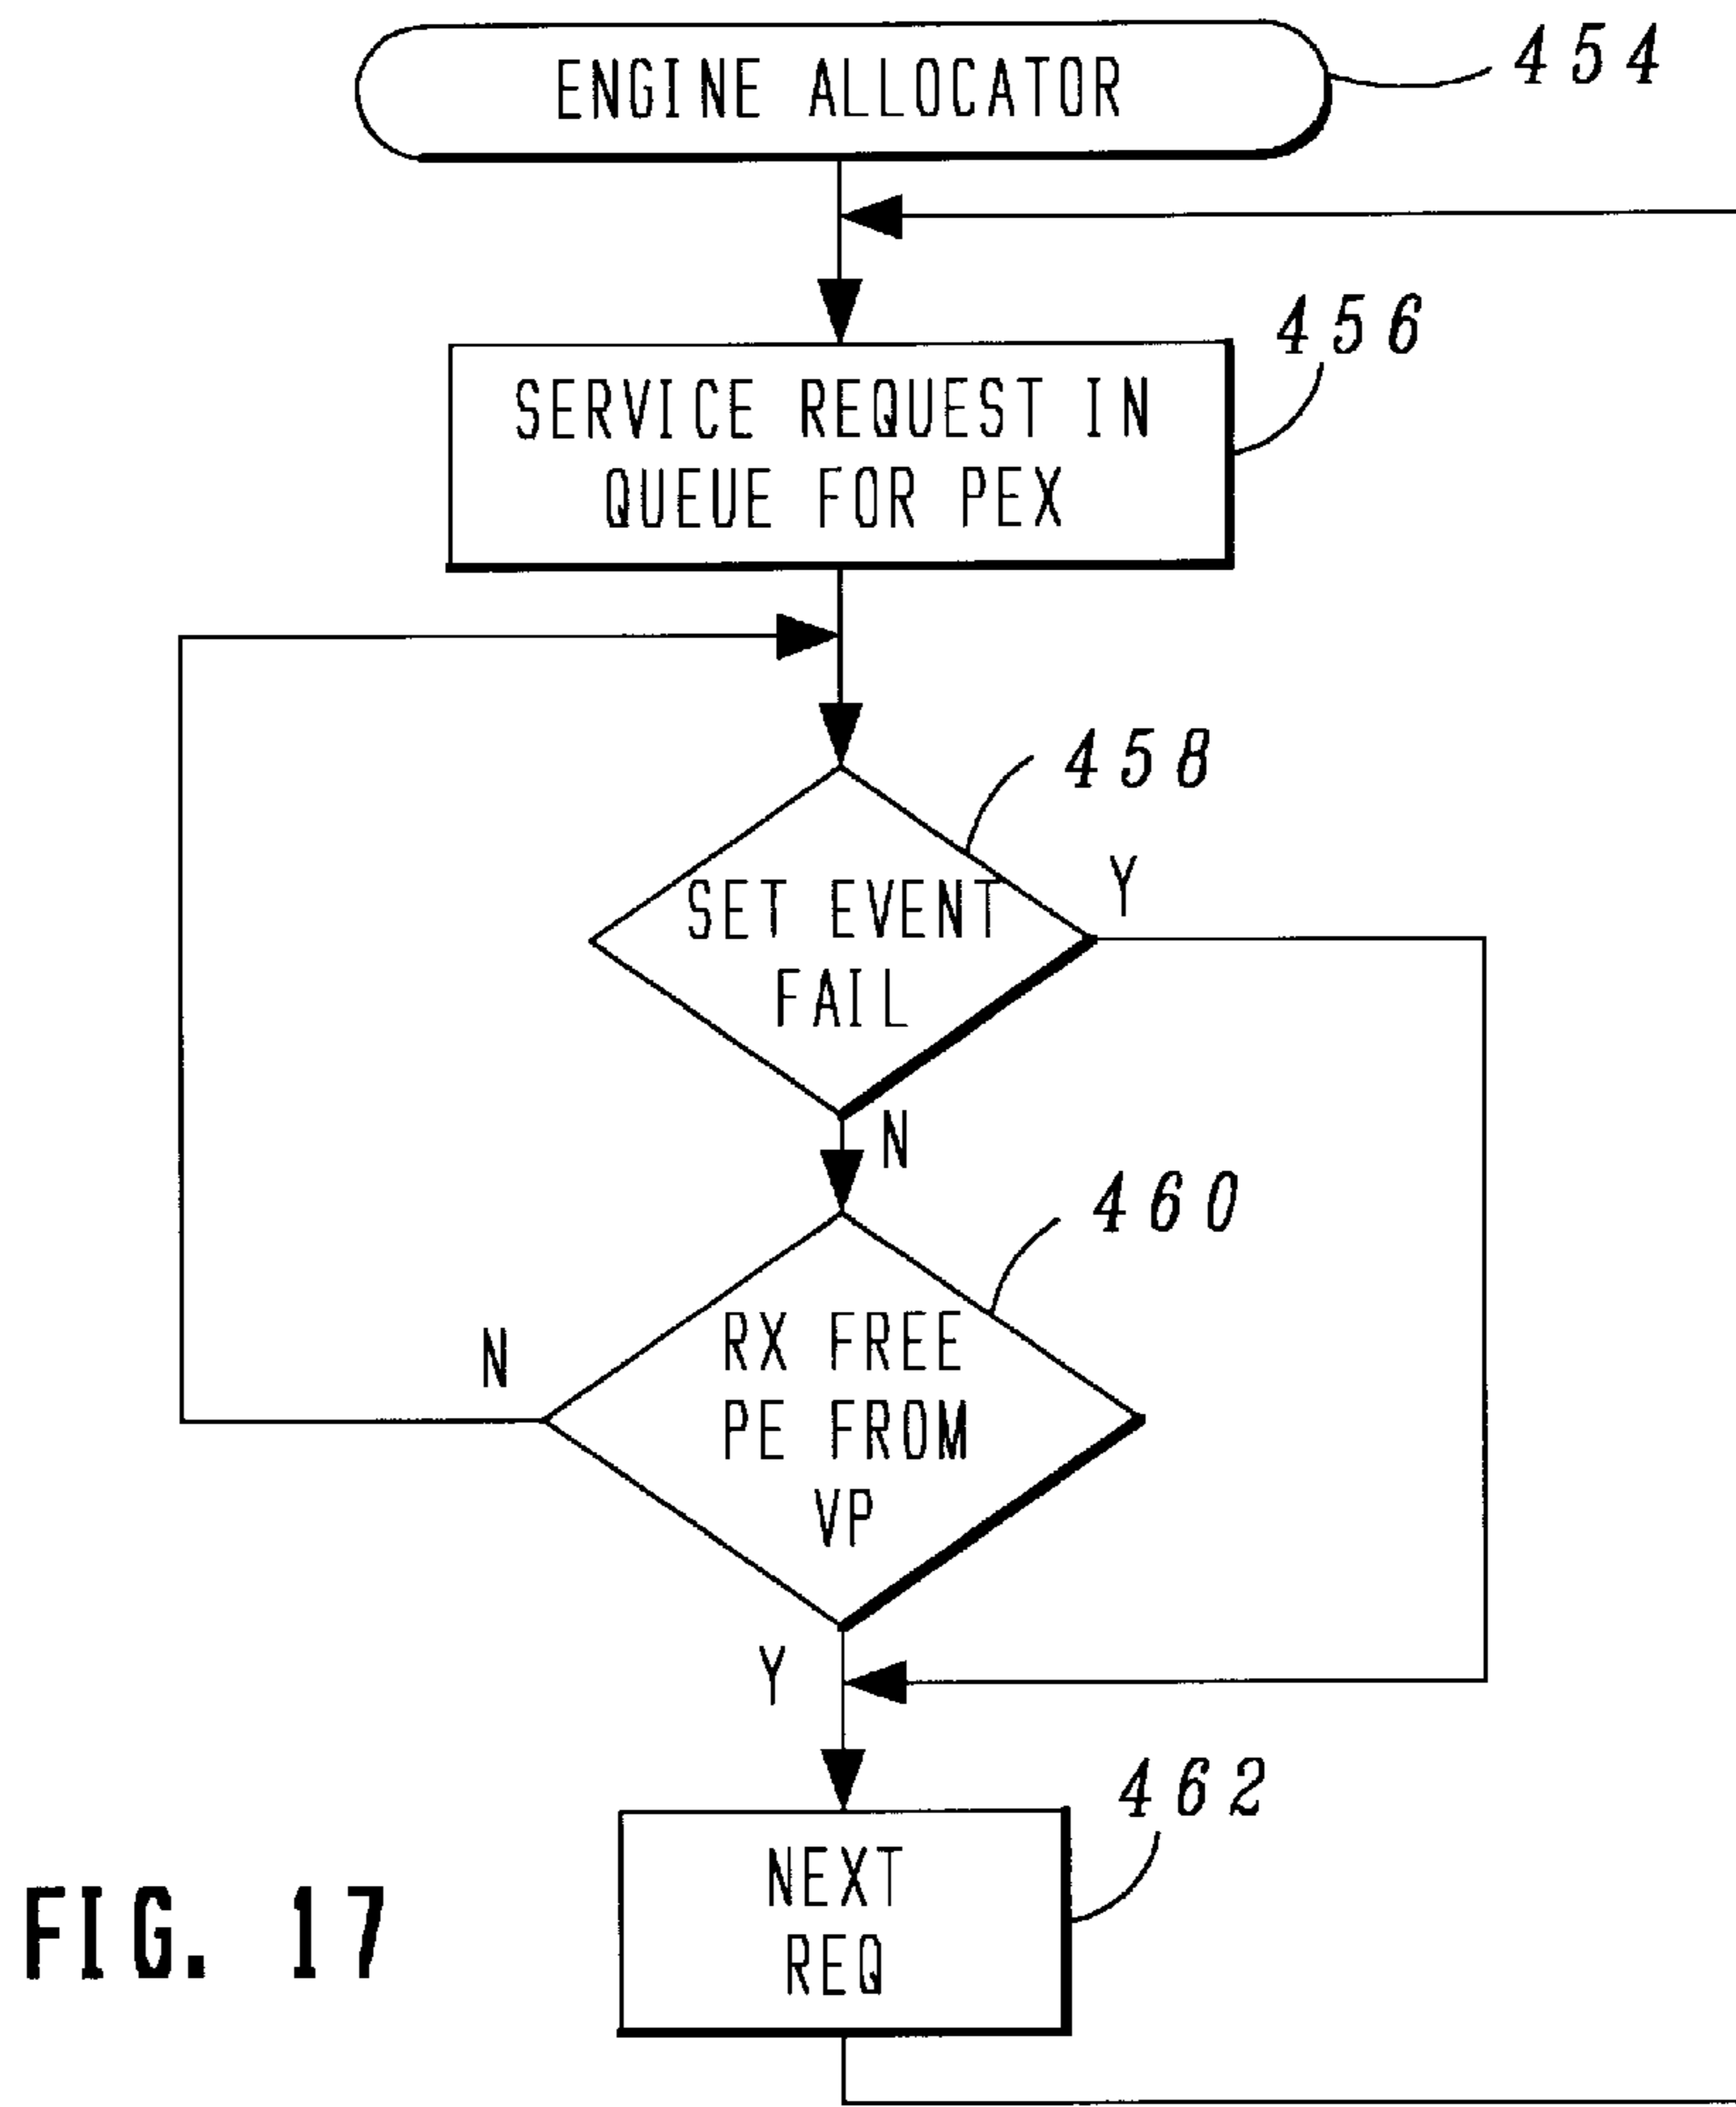 ENGINE ALLOCATOR
454
SERVICE REQUEST IN
QUEUE FOR PEX
456
458
SET EVENT
FAIL
Y
N
460
RX FREE
PE FROM
VP
N
Y
462
NEXT
REQ
FIG. 17